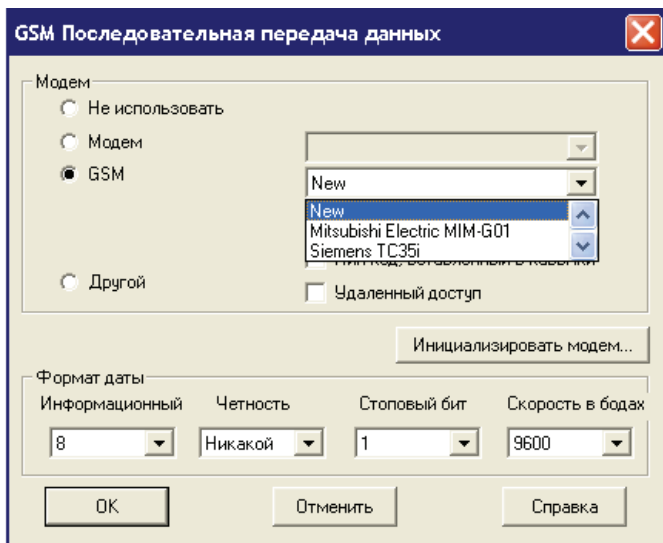 GSM Последовательная передача данных
Модем
Не использовать
Модем
GSM
New
New
Mitsubishi Electric MIM-G01
Siemens TC35i
Другой
Удаленный доступ
Инициализировать модем...
Формат даты
Информационный Четность Стоповый бит Скорость в бодах
8 Никакой 1 9600
OK Отменить Справка